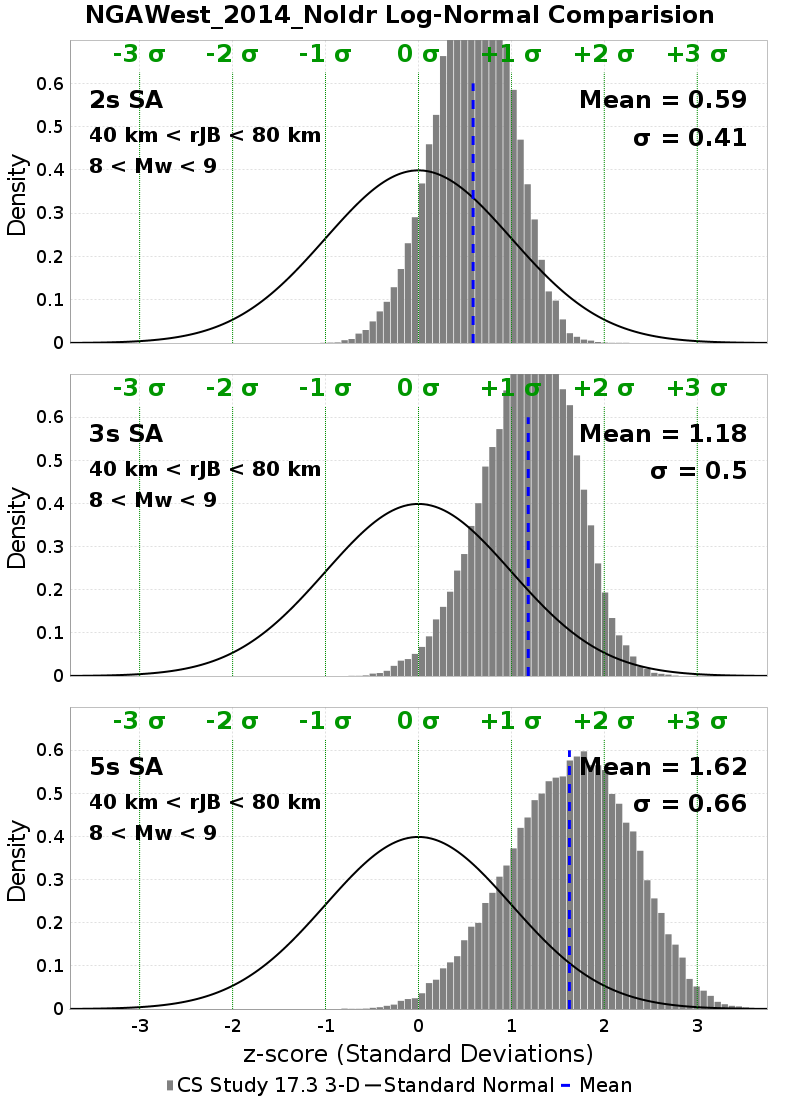 NGAWest_2014_NoIdr Log-Normal Comparision
-3 σ -2 σ -1 σ 0 σ +1 σ +2 σ +3 σ
2s SA
Mean = 0.59
40 km < rJB < 80 km
σ = 0.41
8 < Mw < 9
Density
0.6
0.5
0.4
0.3
0.2
0.1
0
-3 σ -2 σ -1 σ 0 σ +1 σ +2 σ +3 σ
3s SA
Mean = 1.18
40 km < rJB < 80 km
σ = 0.5
8 < Mw < 9
Density
0.6
0.5
0.4
0.3
0.2
0.1
0
-3 σ -2 σ -1 σ 0 σ +1 σ +2 σ +3 σ
5s SA
Mean = 1.62
40 km < rJB < 80 km
σ = 0.66
8 < Mw < 9
Density
0.6
0.5
0.4
0.3
0.2
0.1
0
-3 -2 -1 0 1 2 3
z-score (Standard Deviations)
CS Study 17.3 3-D Standard Normal Mean